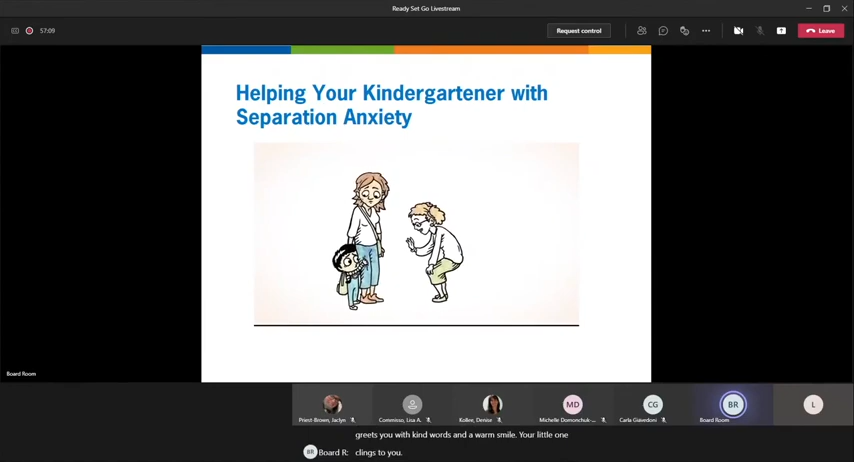 Ready Set Go Livestream
57:09
Request control
Leave
Helping Your Kindergartener with
Separation Anxiety
Board Room
MD
CG
BR
L
Priest-Brown, Jaclyn
Commisso, Lisa A.
Kollee, Denise
Michelle Domonchuk-...
Carla Giavedoni
Board Room
greets you with kind words and a warm smile. Your little one
BR Board R: clings to you.